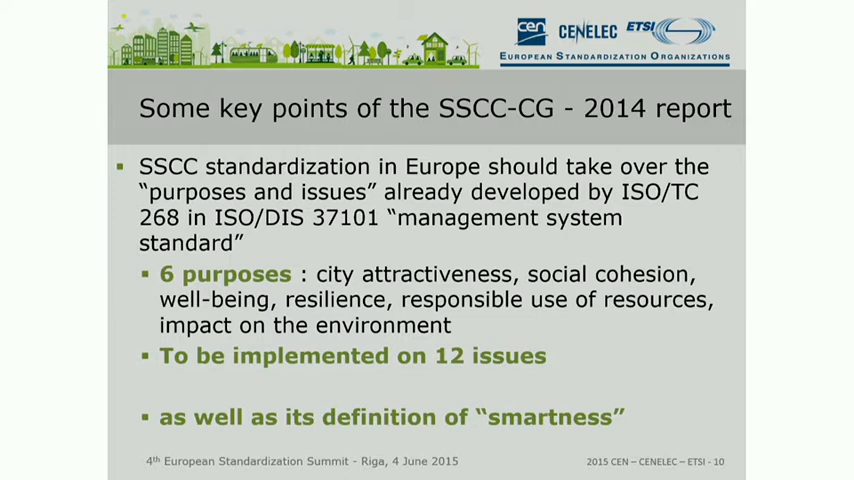 cen
CENELEC
ETSI
EUROPEAN STANDARDIZATION ORGANIZATIONS
Some key points of the SSCC-CG - 2014 report
▪ SSCC standardization in Europe should take over the
“purposes and issues” already developed by ISO/TC
268 in ISO/DIS 37101 “management system
standard”
▪ 6 purposes : city attractiveness, social cohesion,
well-being, resilience, responsible use of resources,
impact on the environment
▪ To be implemented on 12 issues
▪ as well as its definition of “smartness”
4th European Standardization Summit - Riga, 4 June 2015
2015 CEN – CENELEC – ETSI - 10